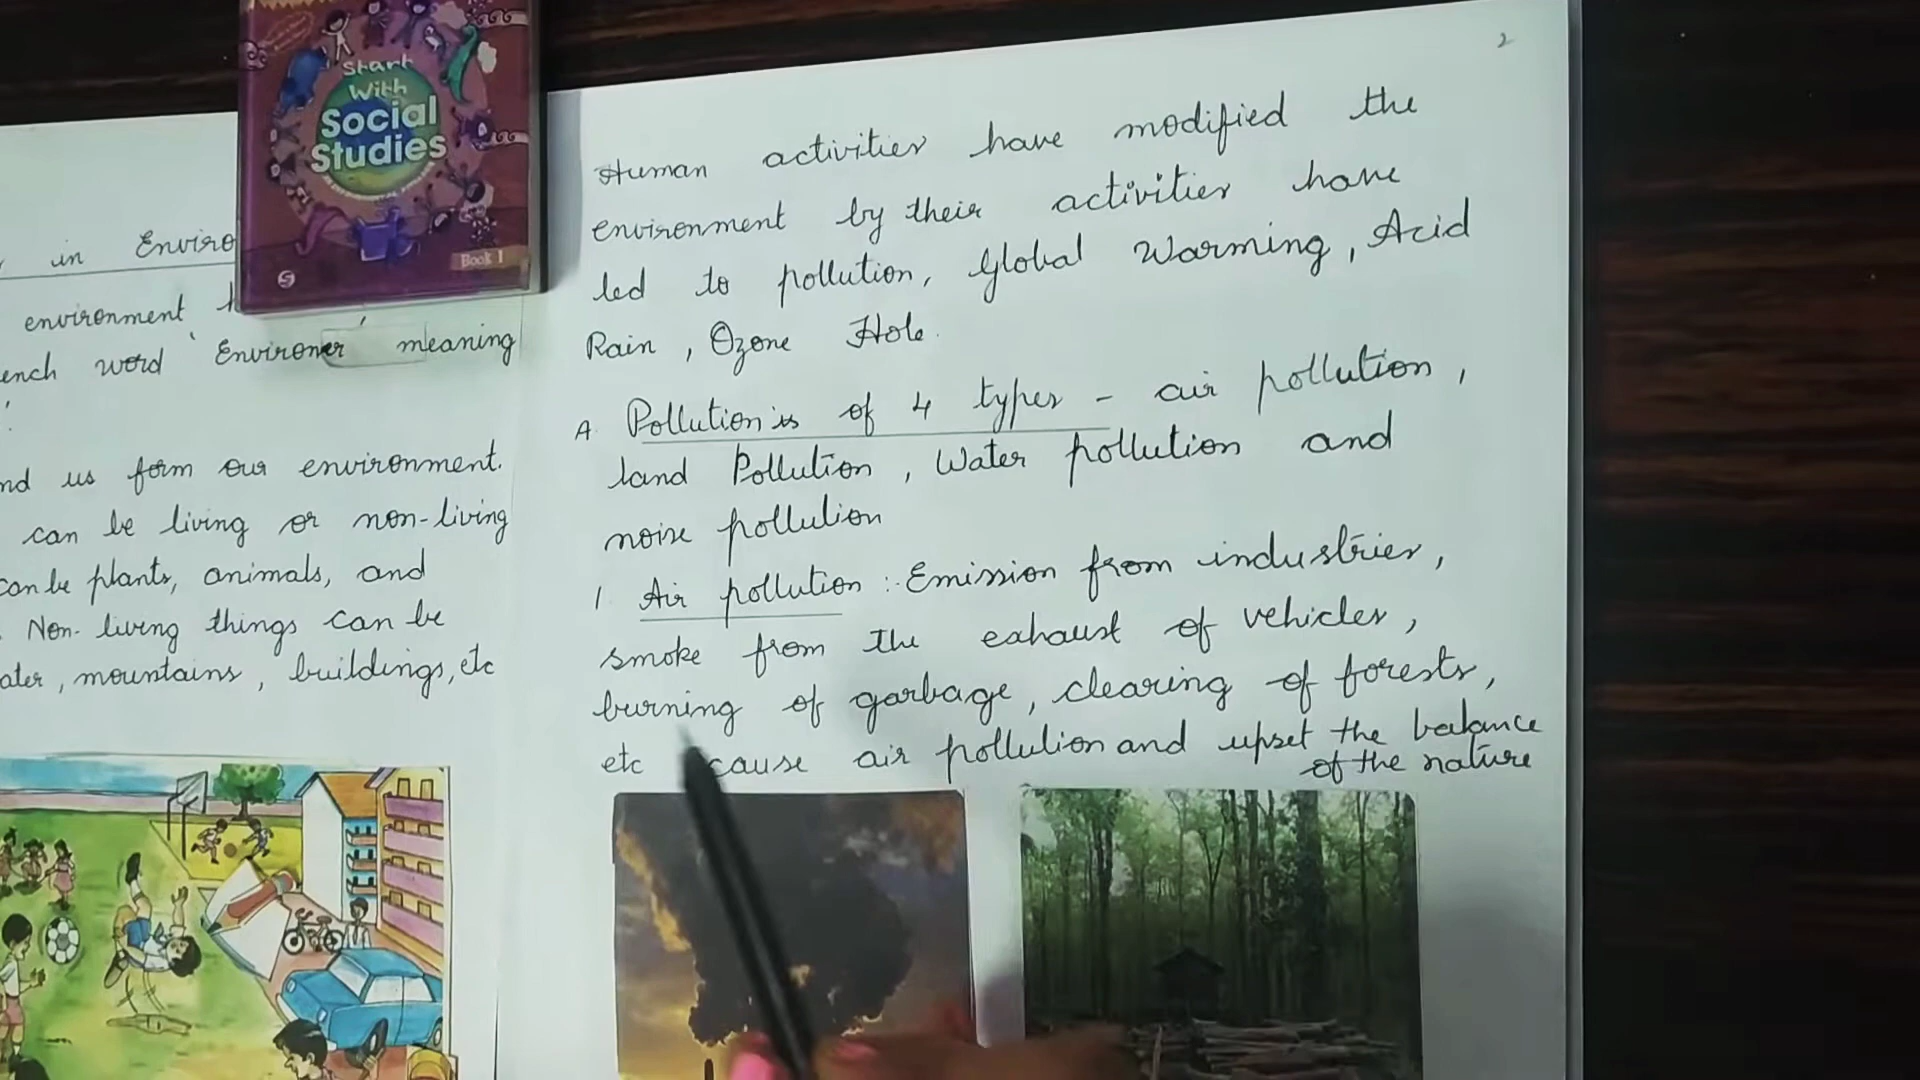 Start
With
Social
Studies
Book 1
in Enviro
environment
ench word 'Environer' meaning
nd us form our environment.
can be living or non-living
can be plants, animals, and
Non-living things can be
ater, mountains, buildings, etc
2
Human activities have modified the
environment by their activities have
led to pollution, Global Warming, Acid
Rain, Ozone Hole.
A. Pollution is of 4 types - air pollution,
land Pollution, Water pollution and
noise pollution
1. Air pollution: Emission from industries,
smoke from the exhaust of vehicles,
burning of garbage, clearing of forests,
etc cause air pollution and upset the balance
of the nature